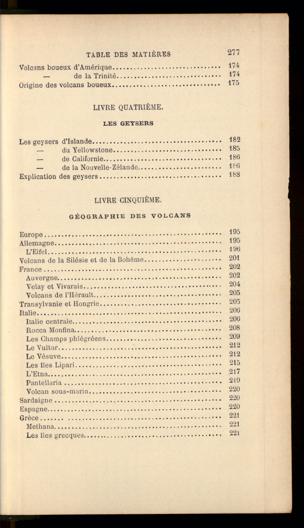 TABLE DES MATIÈRES 277
Volcans boueux d'Amérique 174
— de la Trinité 174
Origine des volcans boueux 175
LIVRE QUATRIÈME.
LES GEYSERS
Les geysers d'Islande 182
— du Yellowstone 185
— de Californie 186
— de la Nouvelle-Zélande 186
Explication des geysers 188
LIVRE CINQUIÈME.
GÉOGRAPHIE DES VOLCANS
Europe 195
Allemagne 195
L'Eifel 196
Volcans de la Silésie et de la Bohême 201
France 202
Auvergne 202
Velay et Vivarais 204
Volcans de l'Hérault 205
Transylvanie et Hongrie 205
Italie 206
Italie centrale 206
Rocca Monfina 208
Les Champs phlégréens 209
Le Vultur 212
Le Vésuve 212
Les îles Lipari 215
L'Etna 217
Pantellaria 219
Volcan sous-marin 220
Sardaigne 220
Espagne 220
Grèce 221
Methana 221
Les îles grecques 221